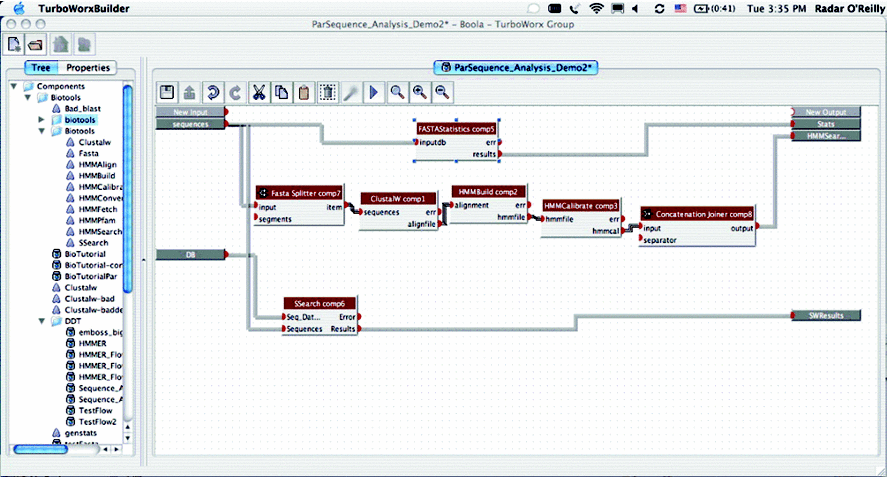 TurboWorxBuilder (0:41) Tue 3:35 PM Radar O'Reilly
ParSequence_Analysis_Demo2* - Boola - TurboWorx Group
Tree Properties
ParSequence_Analysis_Demo2*
Components
Biotools
Bad_blast
biotools
Biotools
Clustalw
Fasta
HMMAlign
HMMBuild
HMMCalibra
HMMConver
HMMFetch
HMMPfam
HMMSearch
SSearch
BioTutorial
BioTutorial-cor
BioTutorialPar
Clustalw
Clustalw-bad
Clustalw-badde
DDT
emboss_big
HMMER
HMMER_Flo
HMMER_Flo
HMMER_Flo
Sequence_A
Sequence_A
TestFlow
TestFlow2
genstats
testFasta
New Input
sequences
FASTAStatistics comp5
inputdb err
results
New Output
Stats
HMMSear...
Fasta Splitter comp7
input item
segments
ClustalW comp1
sequences err
alignfile
HMMBuild comp2
alignment err
hmmfile
HMMCalibrate comp3
hmmfile err
hmmcal
Concatenation Joiner comp8
input output
separator
DB
SSearch comp6
Seq_Dat... Error
Sequences Results
SWResults